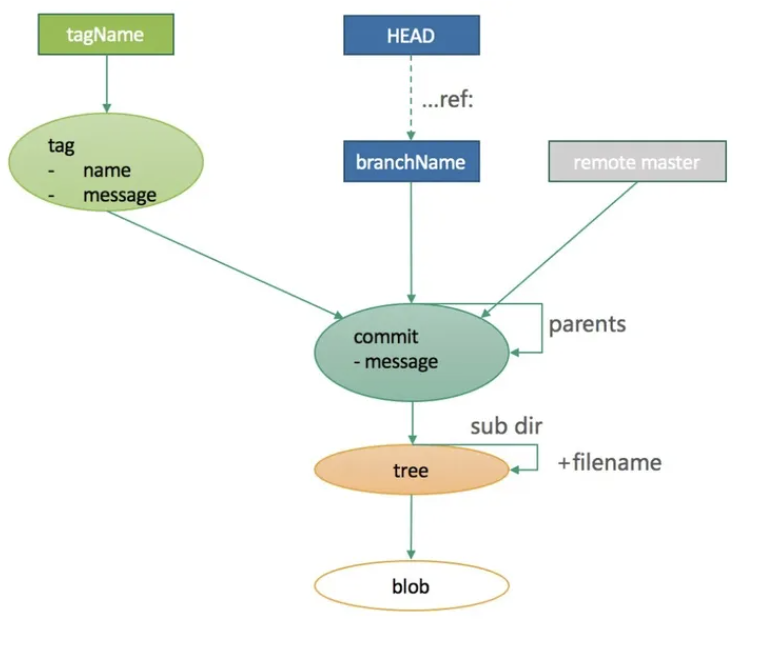 tagName
HEAD
...ref:
tag
- name
- message
branchName
remote master
commit
- message
parents
sub dir
+filename
tree
blob